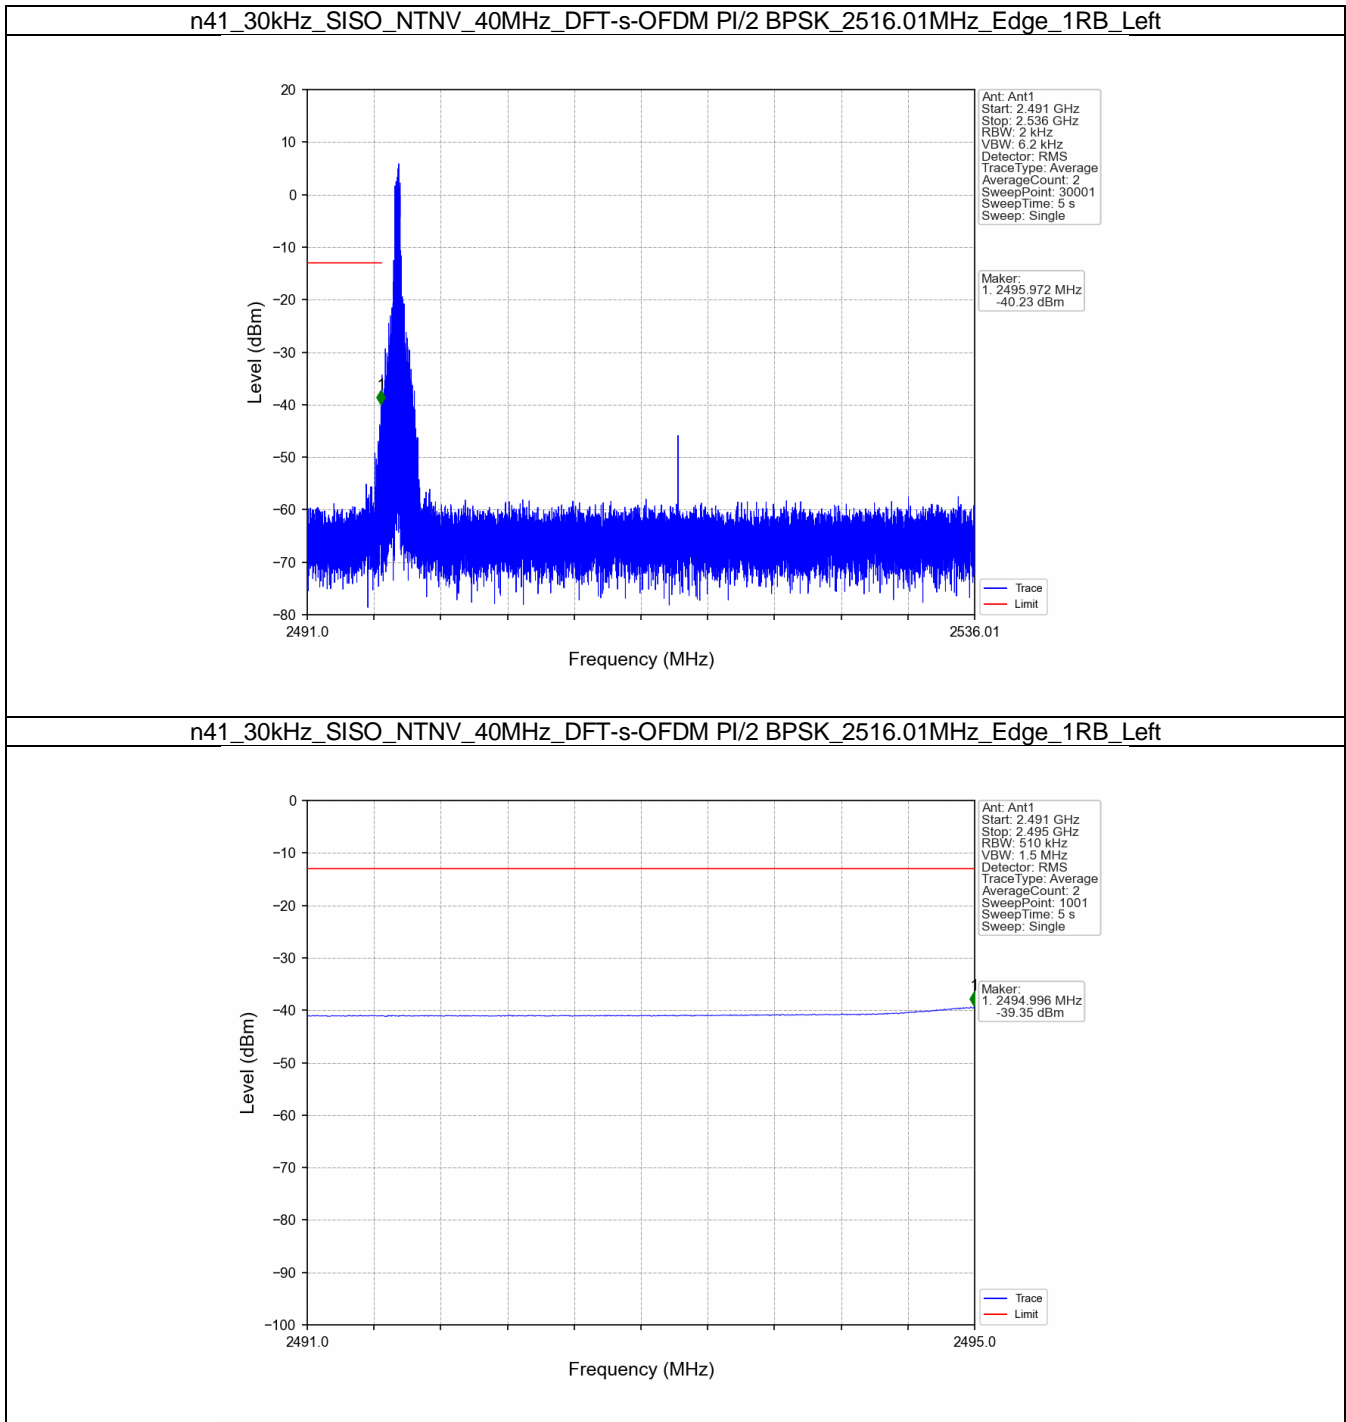 n41_30kHz_SISO_NTNV_40MHz_DFT-s-OFDM PI/2 BPSK_2516.01MHz_Edge_1RB_Left
20
10
0
−10
−20
−30
−40
−50
−60
−70
−80
Level (dBm)
1
2491.0
2536.01
Frequency (MHz)
Ant: Ant1
Start: 2.491 GHz
Stop: 2.536 GHz
RBW: 2 kHz
VBW: 6.2 kHz
Detector: RMS
TraceType: Average
AverageCount: 2
SweepPoint: 30001
SweepTime: 5 s
Sweep: Single
Maker:
1. 2495.972 MHz
-40.23 dBm
Trace
Limit
n41_30kHz_SISO_NTNV_40MHz_DFT-s-OFDM PI/2 BPSK_2516.01MHz_Edge_1RB_Left
0
−10
−20
−30
−40
−50
−60
−70
−80
−90
−100
Level (dBm)
1
2491.0
2495.0
Frequency (MHz)
Ant: Ant1
Start: 2.491 GHz
Stop: 2.495 GHz
RBW: 510 kHz
VBW: 1.5 MHz
Detector: RMS
TraceType: Average
AverageCount: 2
SweepPoint: 1001
SweepTime: 5 s
Sweep: Single
Maker:
1. 2494.996 MHz
-39.35 dBm
Trace
Limit